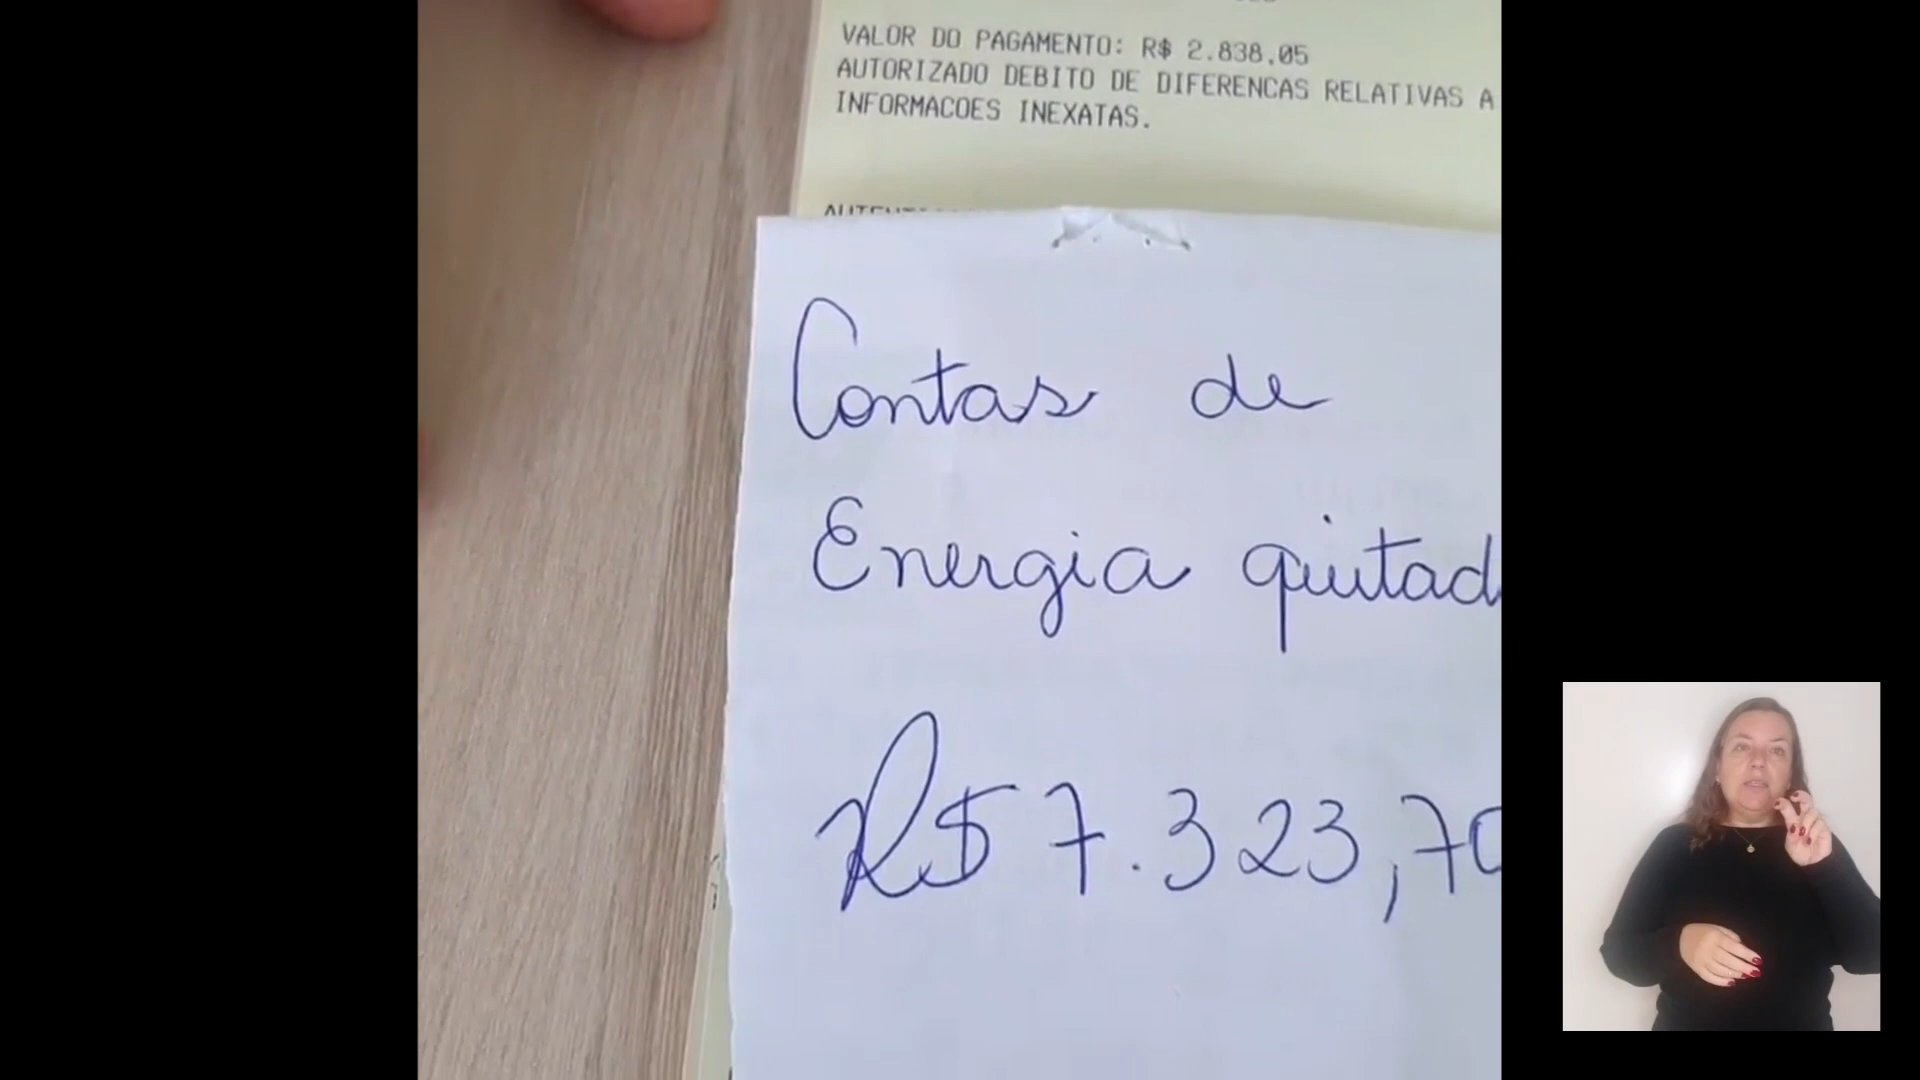 VALOR DO PAGAMENTO: R$ 2.838,05
AUTORIZADO DEBITO DE DIFERENCAS RELATIVAS A
INFORMACOES INEXATAS.
Contas de
Energia quitad
R$ 7.323,70